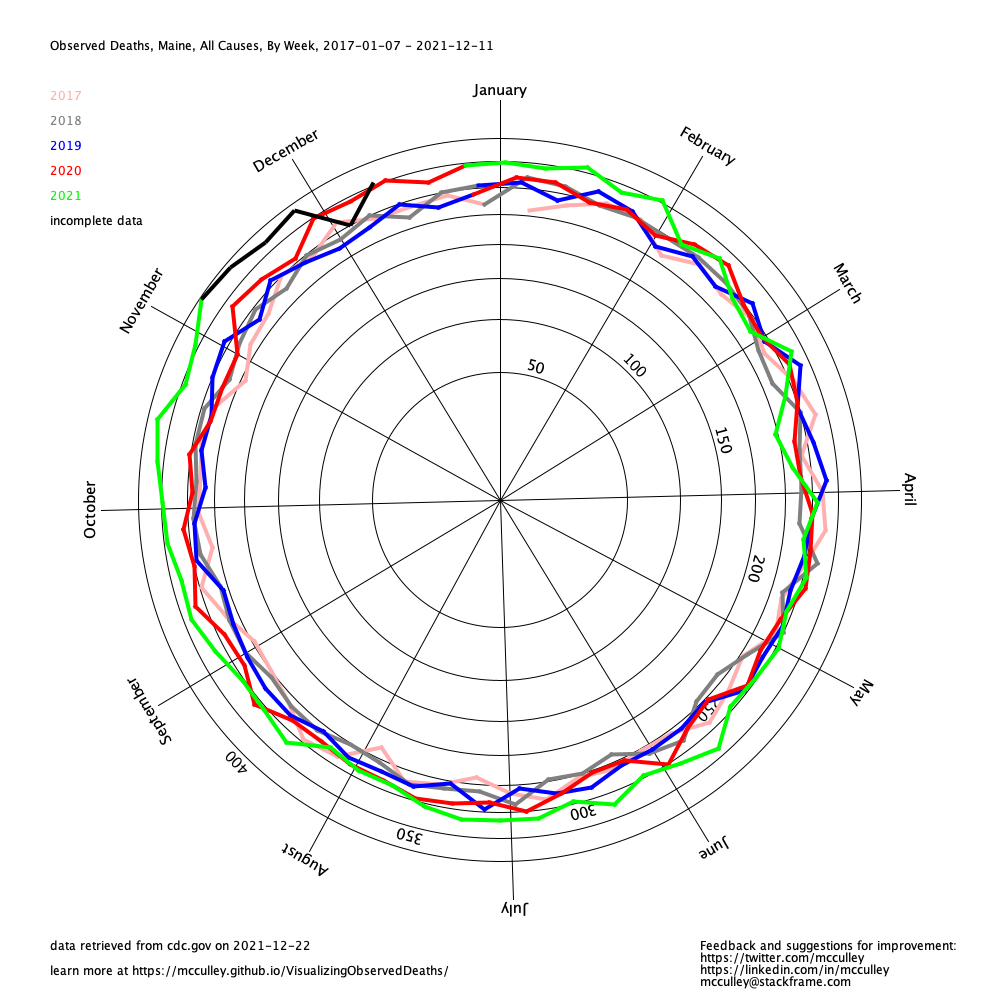 Observed Deaths, Maine, All Causes, By Week, 2017-01-07 - 2021-12-11
2017
2018
2019
2020
2021
incomplete data
January
February
March
April
May
June
July
August
September
October
November
December
50
100
150
200
250
300
350
400
data retrieved from cdc.gov on 2021-12-22
learn more at https://mcculley.github.io/VisualizingObservedDeaths/
Feedback and suggestions for improvement:
https://twitter.com/mcculley
https://linkedin.com/in/mcculley
mcculley@stackframe.com